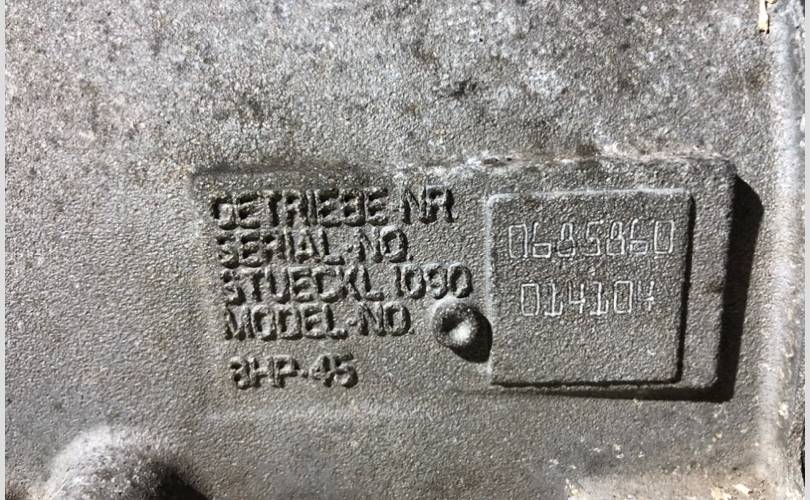 GETRIEBE-NR
SERIAL-NO.
STUECKL 1090
MODEL-NO.
8HP-45
0685860
014104